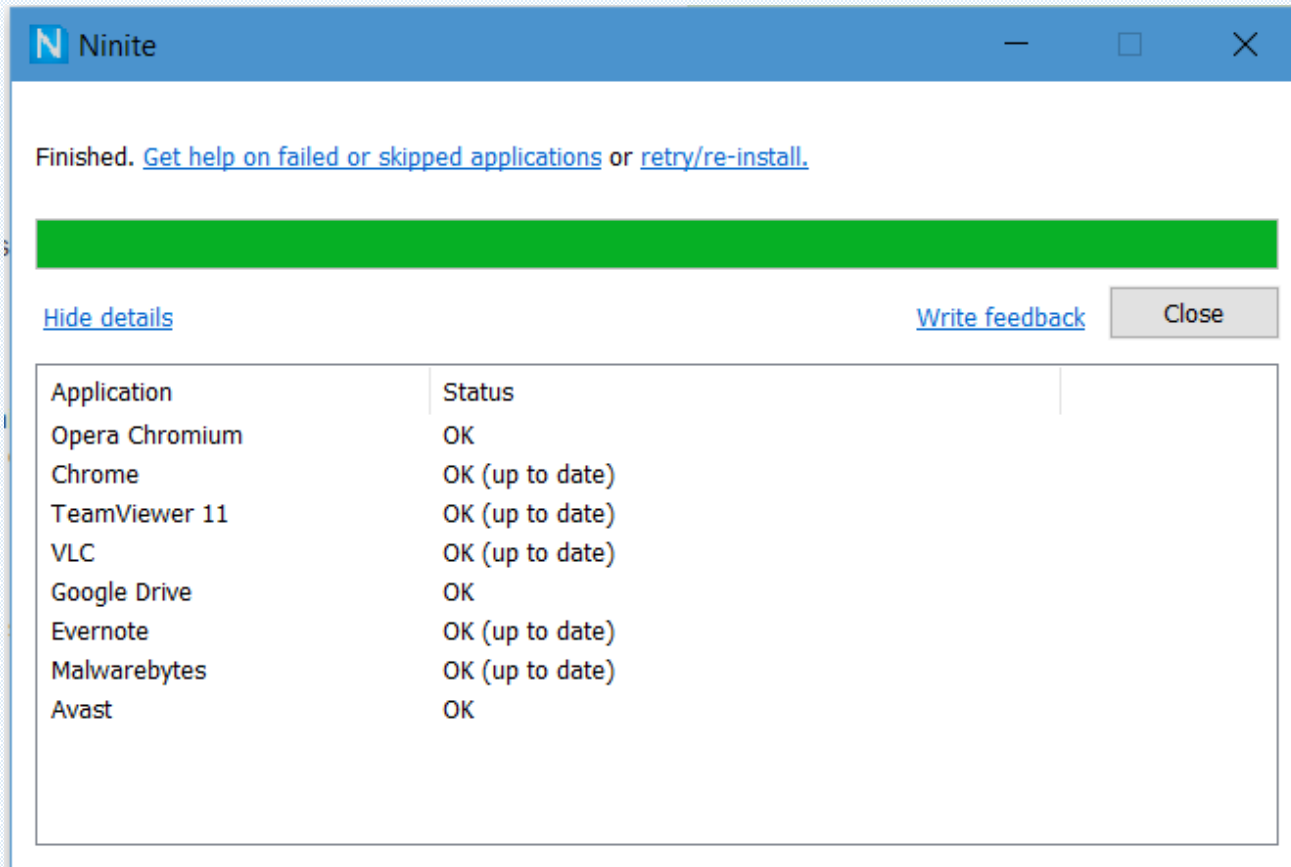 Ninite
Finished. Get help on failed or skipped applications or retry/re-install.
Hide details
Write feedback
Close
Application Status
Opera Chromium OK
Chrome OK (up to date)
TeamViewer 11 OK (up to date)
VLC OK (up to date)
Google Drive OK
Evernote OK (up to date)
Malwarebytes OK (up to date)
Avast OK